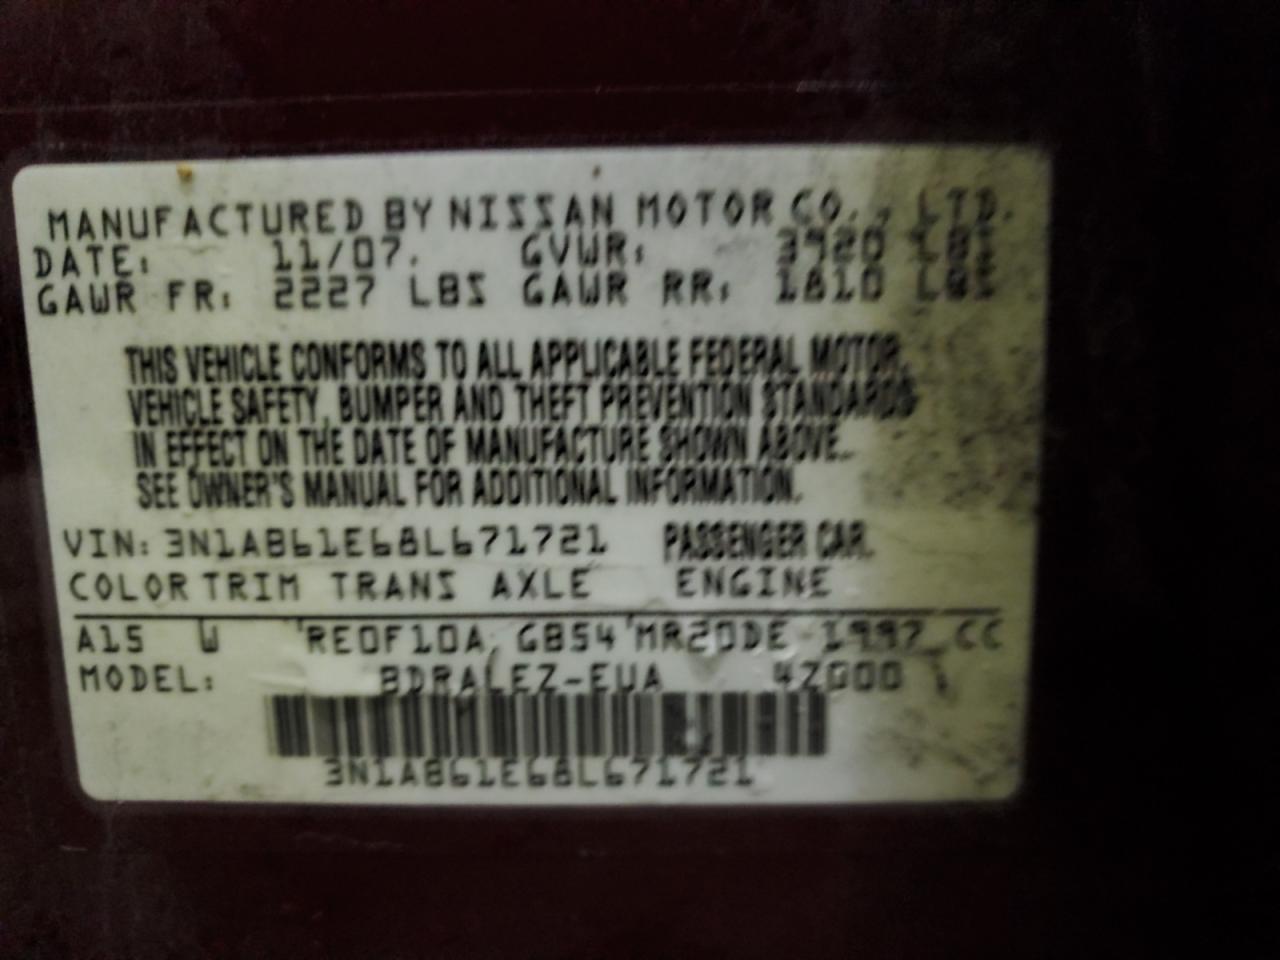 MANUFACTURED BY NISSAN MOTOR CO., LTD.
DATE: 11/07. GVWR: 3920 LBS
GAWR FR: 2227 LBS GAWR RR: 1810 LBS
THIS VEHICLE CONFORMS TO ALL APPLICABLE FEDERAL MOTOR
VEHICLE SAFETY, BUMPER AND THEFT PREVENTION STANDARDS
IN EFFECT ON THE DATE OF MANUFACTURE SHOWN ABOVE.
SEE OWNER'S MANUAL FOR ADDITIONAL INFORMATION.
VIN: 3N1AB61E68L671721 PASSENGER CAR.
COLOR TRIM TRANS AXLE ENGINE
A15 W RE0F10A GB54 MR20DE 1997 CC
MODEL: BDRALEZ-EUA 4Z000
3N1AB61E68L671721